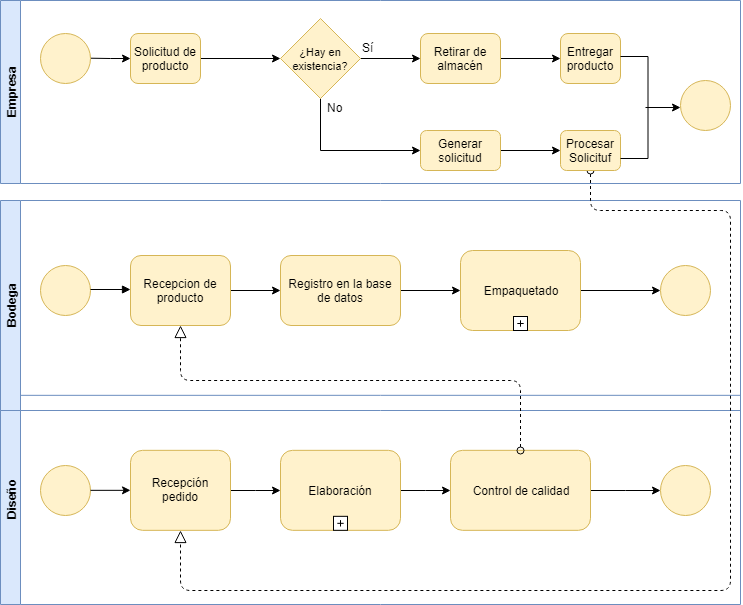 Empresa
Solicitud de
producto
¿Hay en
existencia?
Sí
No
Retirar de
almacén
Entregar
producto
Generar
solicitud
Procesar
Solicituf
Bodega
Recepcion de
producto
Registro en la base
de datos
Empaquetado
Diseño
Recepción
pedido
Elaboración
Control de calidad